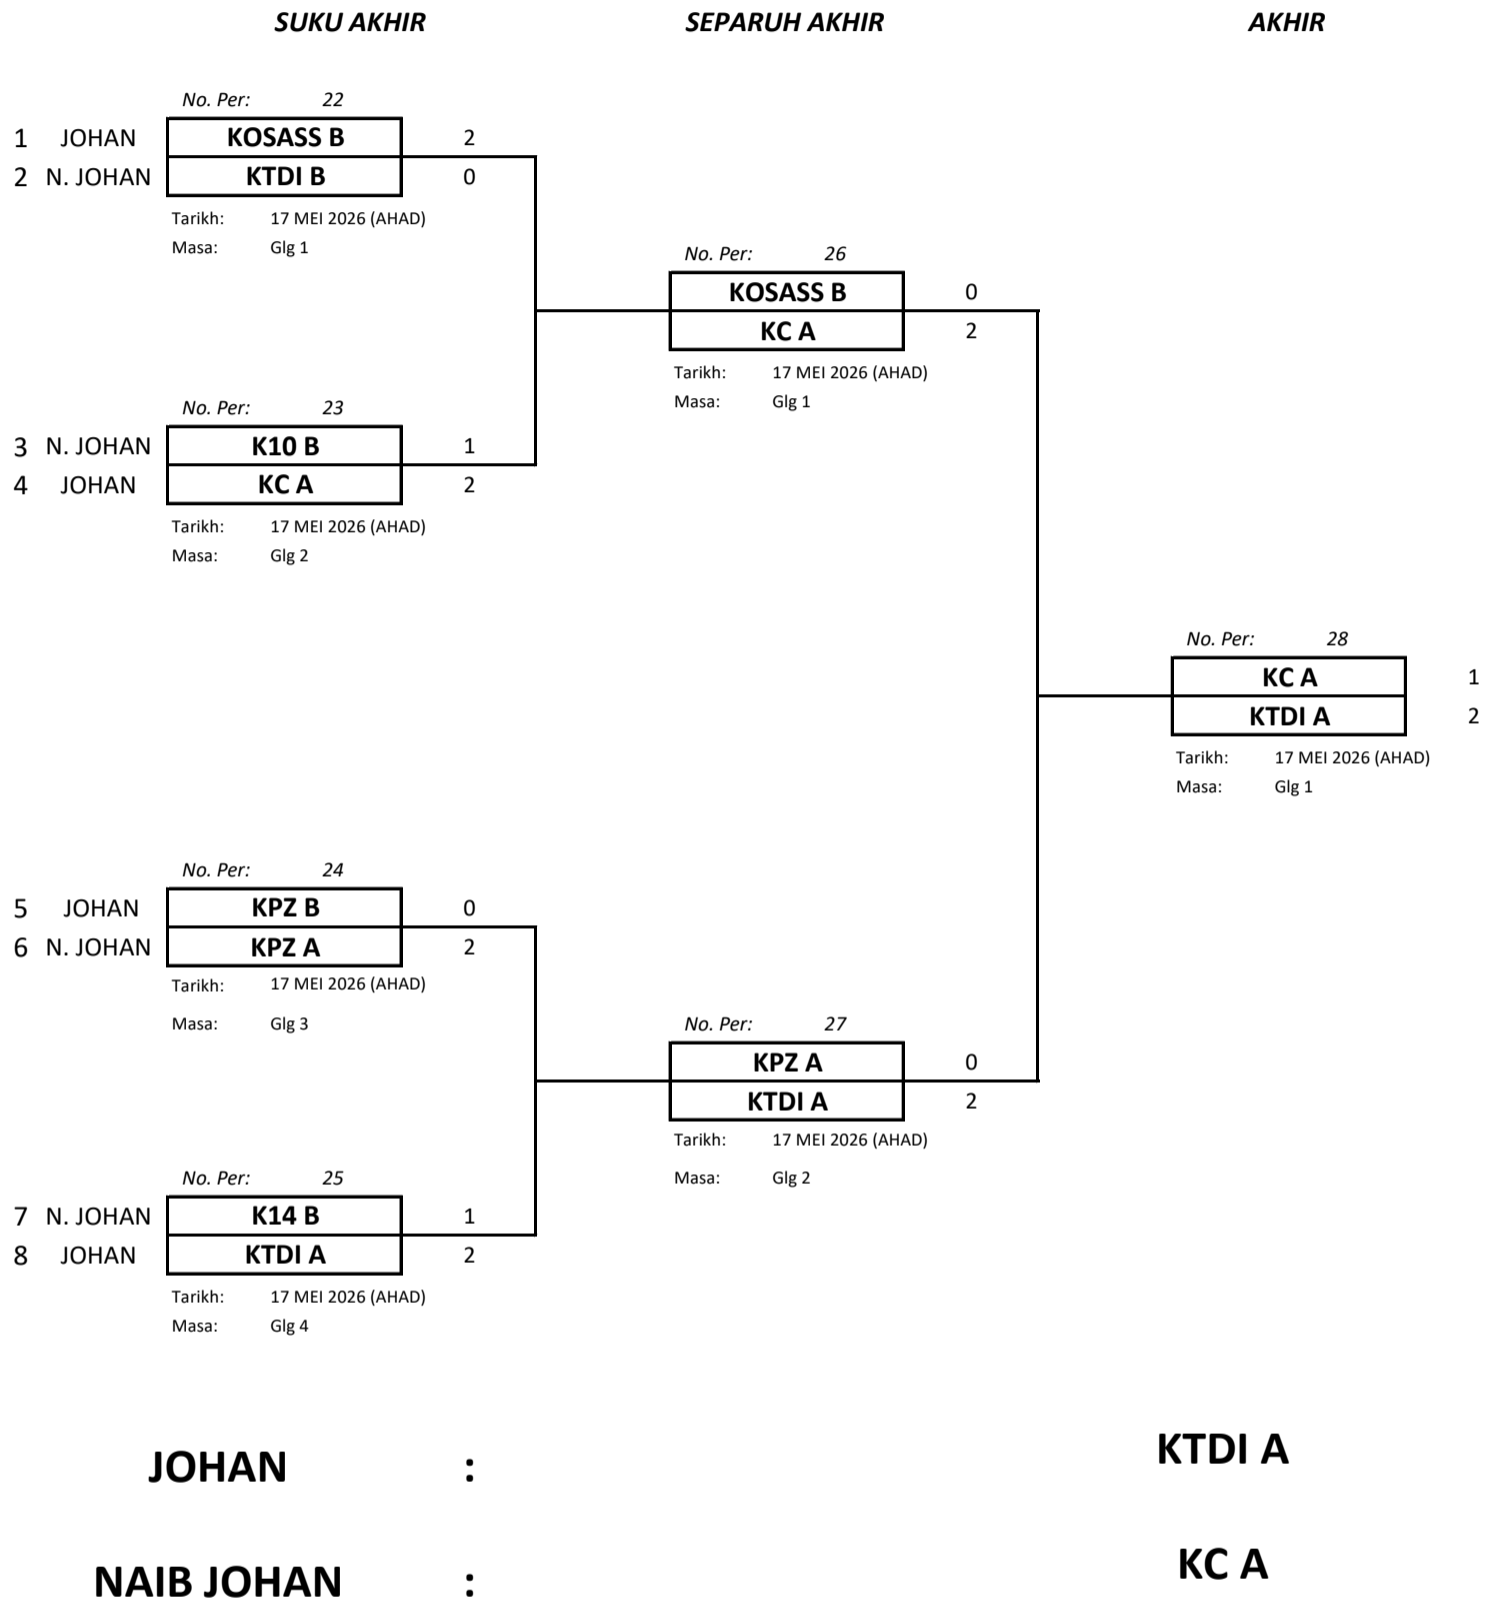 SUKU AKHIR SEPARUH AKHIR AKHIR
No. Per: 22
1 JOHAN KOSASS B 2
2 N. JOHAN KTDI B 0
Tarikh: 17 MEI 2026 (AHAD)
Masa: Glg 1
No. Per: 26
KOSASS B 0
KC A 2
Tarikh: 17 MEI 2026 (AHAD)
Masa: Glg 1
No. Per: 23
3 N. JOHAN K10 B 1
4 JOHAN KC A 2
Tarikh: 17 MEI 2026 (AHAD)
Masa: Glg 2
No. Per: 28
KC A 1
KTDI A 2
Tarikh: 17 MEI 2026 (AHAD)
Masa: Glg 1
No. Per: 24
5 JOHAN KPZ B 0
6 N. JOHAN KPZ A 2
Tarikh: 17 MEI 2026 (AHAD)
Masa: Glg 3
No. Per: 27
KPZ A 0
KTDI A 2
Tarikh: 17 MEI 2026 (AHAD)
Masa: Glg 2
No. Per: 25
7 N. JOHAN K14 B 1
8 JOHAN KTDI A 2
Tarikh: 17 MEI 2026 (AHAD)
Masa: Glg 4
JOHAN : KTDI A
NAIB JOHAN : KC A